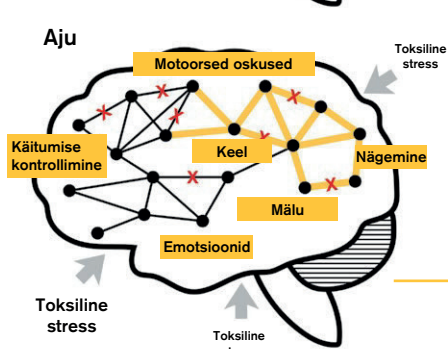 Aju
Motoorsed oskused
Toksiline
stress
Käitumise
kontrollimine
Keel
Nägemine
Mälu
Emotsioonid
Toksiline
stress
Toksiline